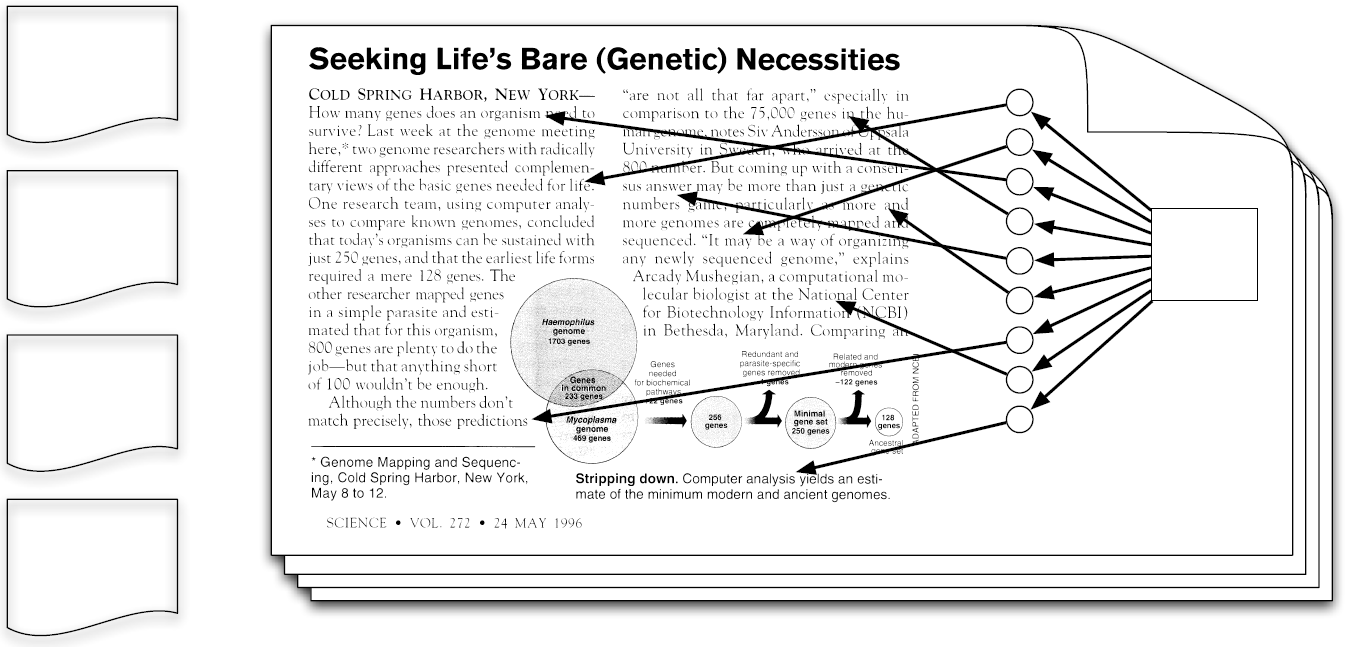 Seeking Life's Bare (Genetic) Necessities
COLD SPRING HARBOR, NEW YORK—
How many genes does an organism need to
survive? Last week at the genome meeting
here,* two genome researchers with radically
different approaches presented complemen-
tary views of the basic genes needed for life.
One research team, using computer analy-
ses to compare known genomes, concluded
that today's organisms can be sustained with
just 250 genes, and that the earliest life forms
required a mere 128 genes. The
other researcher mapped genes
in a simple parasite and esti-
mated that for this organism,
800 genes are plenty to do the
job—but that anything short
of 100 wouldn't be enough.
Although the numbers don't
match precisely, those predictions
* Genome Mapping and Sequenc-
ing, Cold Spring Harbor, New York,
May 8 to 12.
"are not all that far apart," especially in
comparison to the 75,000 genes in the hu-
man genome, notes Siv Andersson of Uppsala
University in Sweden, who arrived at the
800 number. But coming up with a consen-
sus answer may be more than just a genetic
numbers game, particularly as more and
more genomes are completely mapped and
sequenced. "It may be a way of organizing
any newly sequenced genome," explains
Arcady Mushegian, a computational mo-
lecular biologist at the National Center
for Biotechnology Information (NCBI)
in Bethesda, Maryland. Comparing an
Haemophilus
genome
1703 genes
Genes
in common
233 genes
Mycoplasma
genome
469 genes
Genes
needed
for biochemical
pathways
genes
256
genes
Redundant and
parasite-specific
genes removed
genes
Minimal
gene set
250 genes
Related and
modern genes
removed
–122 genes
128
genes
Ancestral
gene set
ADAPTED FROM NCBI
Stripping down. Computer analysis yields an esti-
mate of the minimum modern and ancient genomes.
SCIENCE • VOL. 272 • 24 MAY 1996